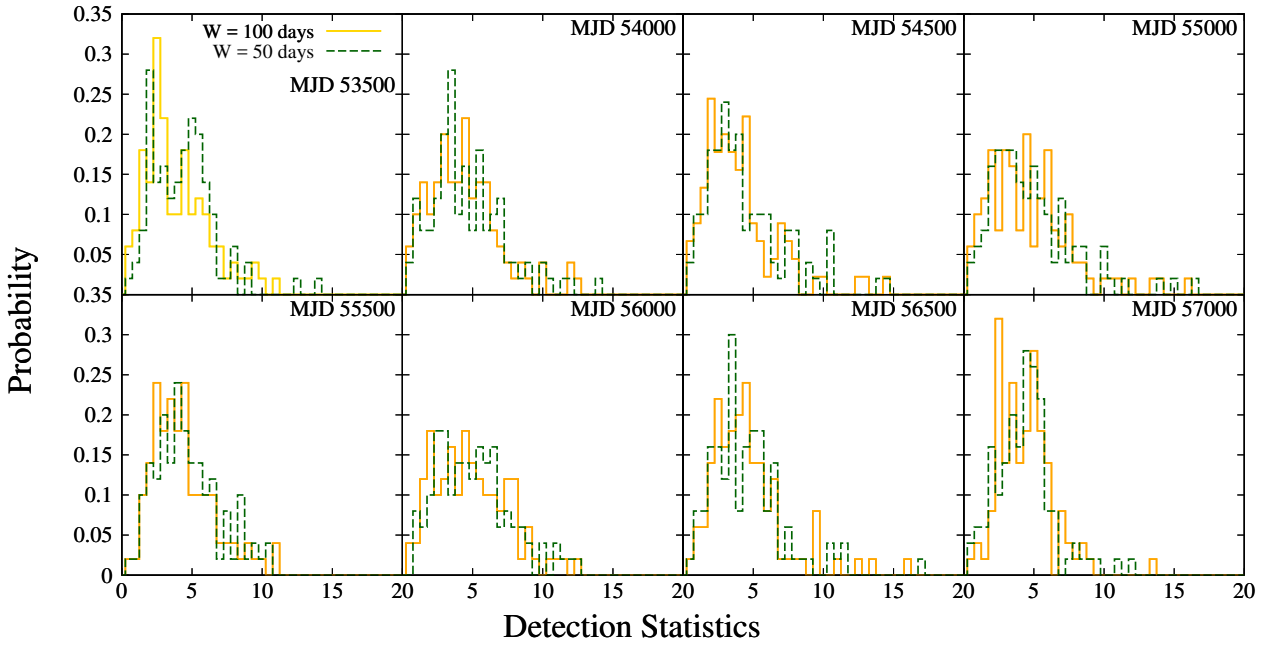 0.35
0.3
0.25
0.2
0.15
0.1
0.05
W = 100 days
W = 50 days
MJD 53500
MJD 54000
MJD 54500
MJD 55000
0.35
0.3
0.25
0.2
0.15
0.1
0.05
0
MJD 55500
MJD 56000
MJD 56500
MJD 57000
0 5 10 15 20 5 10 15 20 5 10 15 20 5 10 15 20
Probability
Detection Statistics